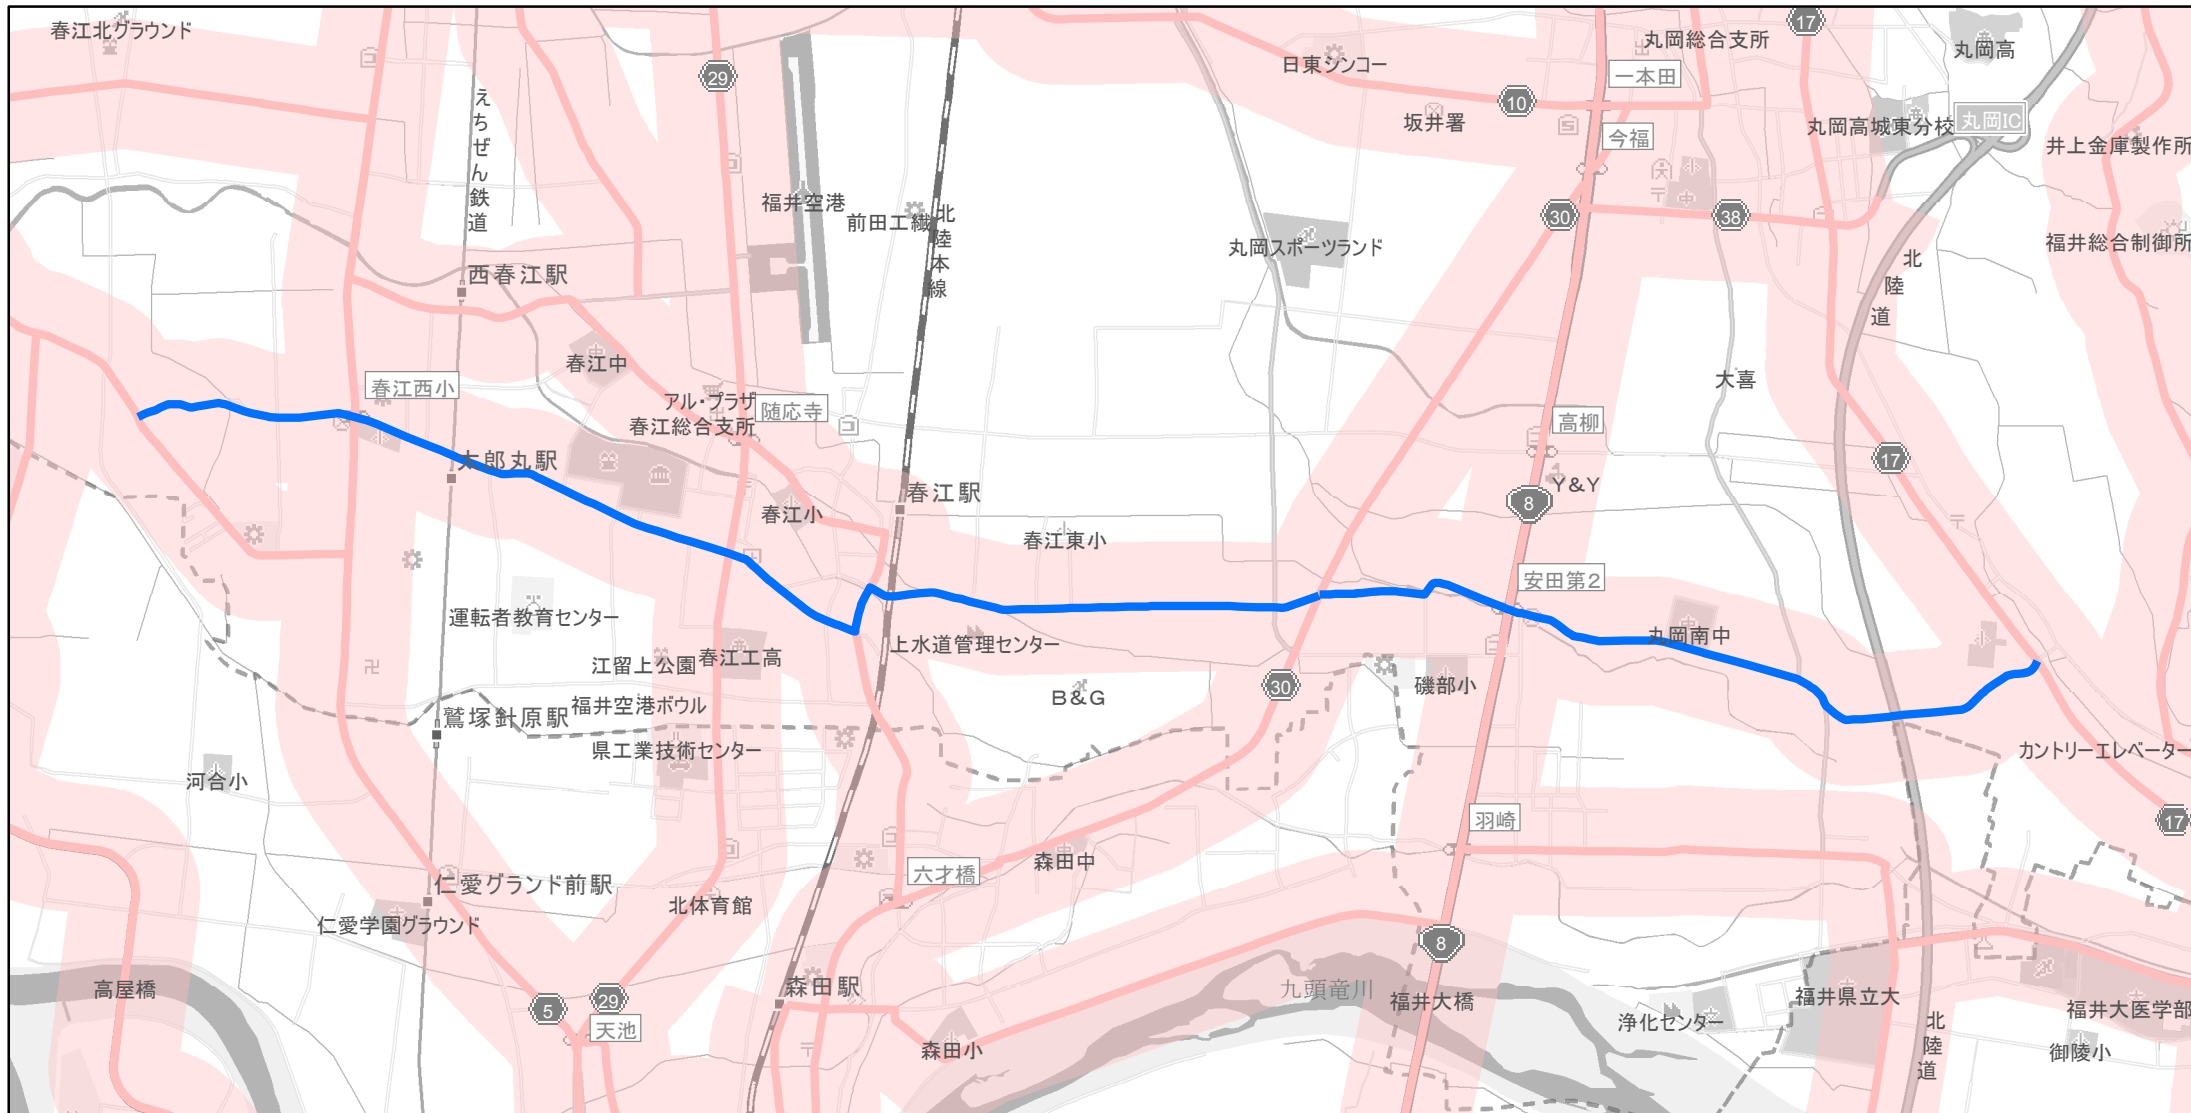 春江北グラウンド
17
丸岡総合支所
丸岡高
日東シンコー
29
一本田
えちぜん鉄道
10
坂井署
丸岡高城東分校
丸岡IC
今福
井上金庫製作所
福井空港
前田工繊
北陸本線
30
38
丸岡スポーツランド
福井総合制御所
北陸道
西春江駅
春江中
大喜
春江西小
アル・プラザ
随応寺
春江総合支所
高柳
太郎丸駅
17
春江駅
Y&Y
8
春江小
春江東小
安田第2
運転者教育センター
丸岡南中
上水道管理センター
江留上公園
春江工高
30
磯部小
B&G
鷲塚針原駅
福井空港ボウル
県工業技術センター
カントリーエレベーター
河合小
羽崎
17
森田中
六才橋
仁愛グランド前駅
北体育館
仁愛学園グラウンド
8
高屋橋
森田駅
九頭竜川
福井大橋
福井県立大
5
29
天池
浄化センター
福井大医学部
北陸道
森田小
御陵小